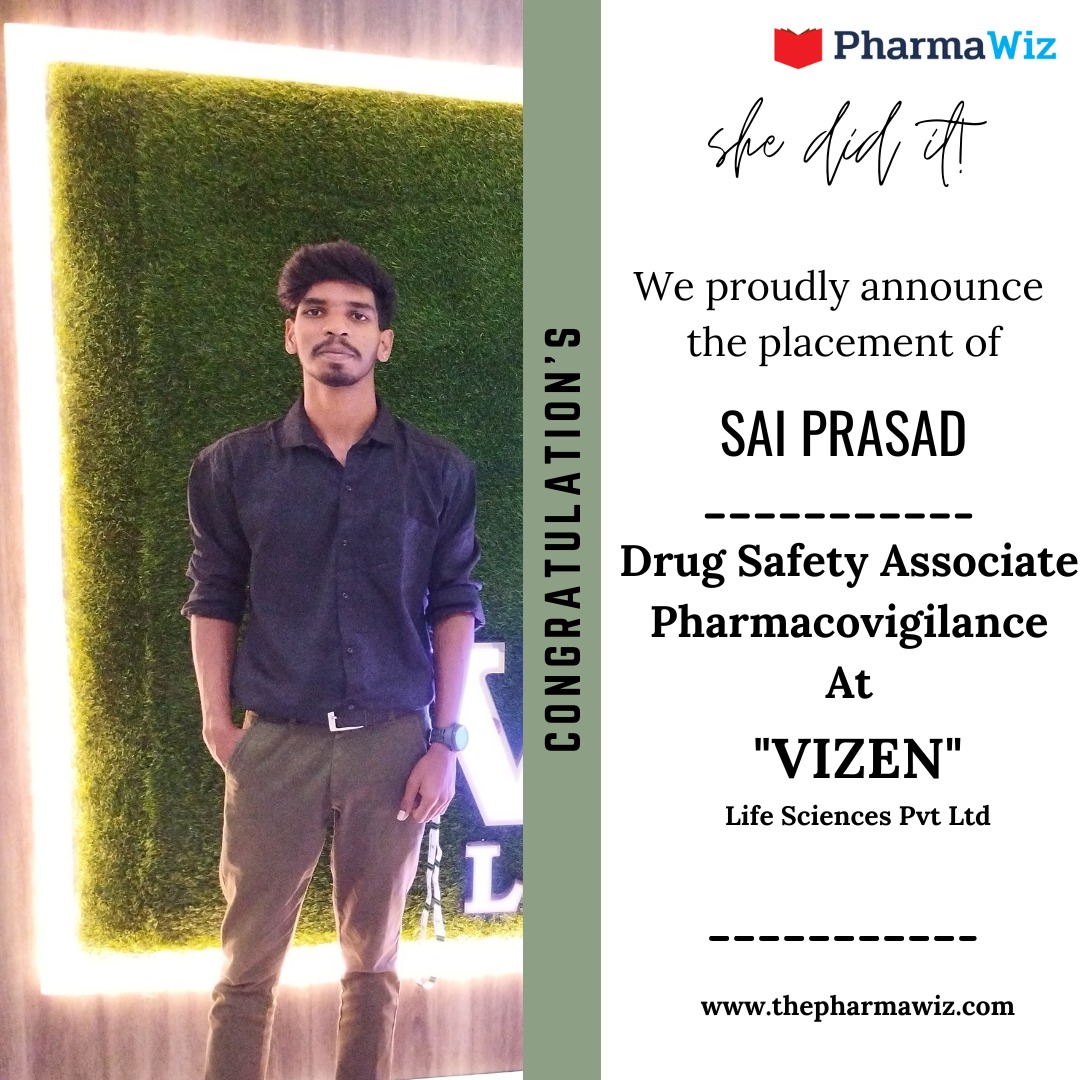 PharmaWiz
she did it!
We proudly announce
the placement of
SAI PRASAD
Drug Safety Associate
Pharmacovigilance
At
"VIZEN"
Life Sciences Pvt Ltd
www.thepharmawiz.com
CONGRATULATION'S
V
L